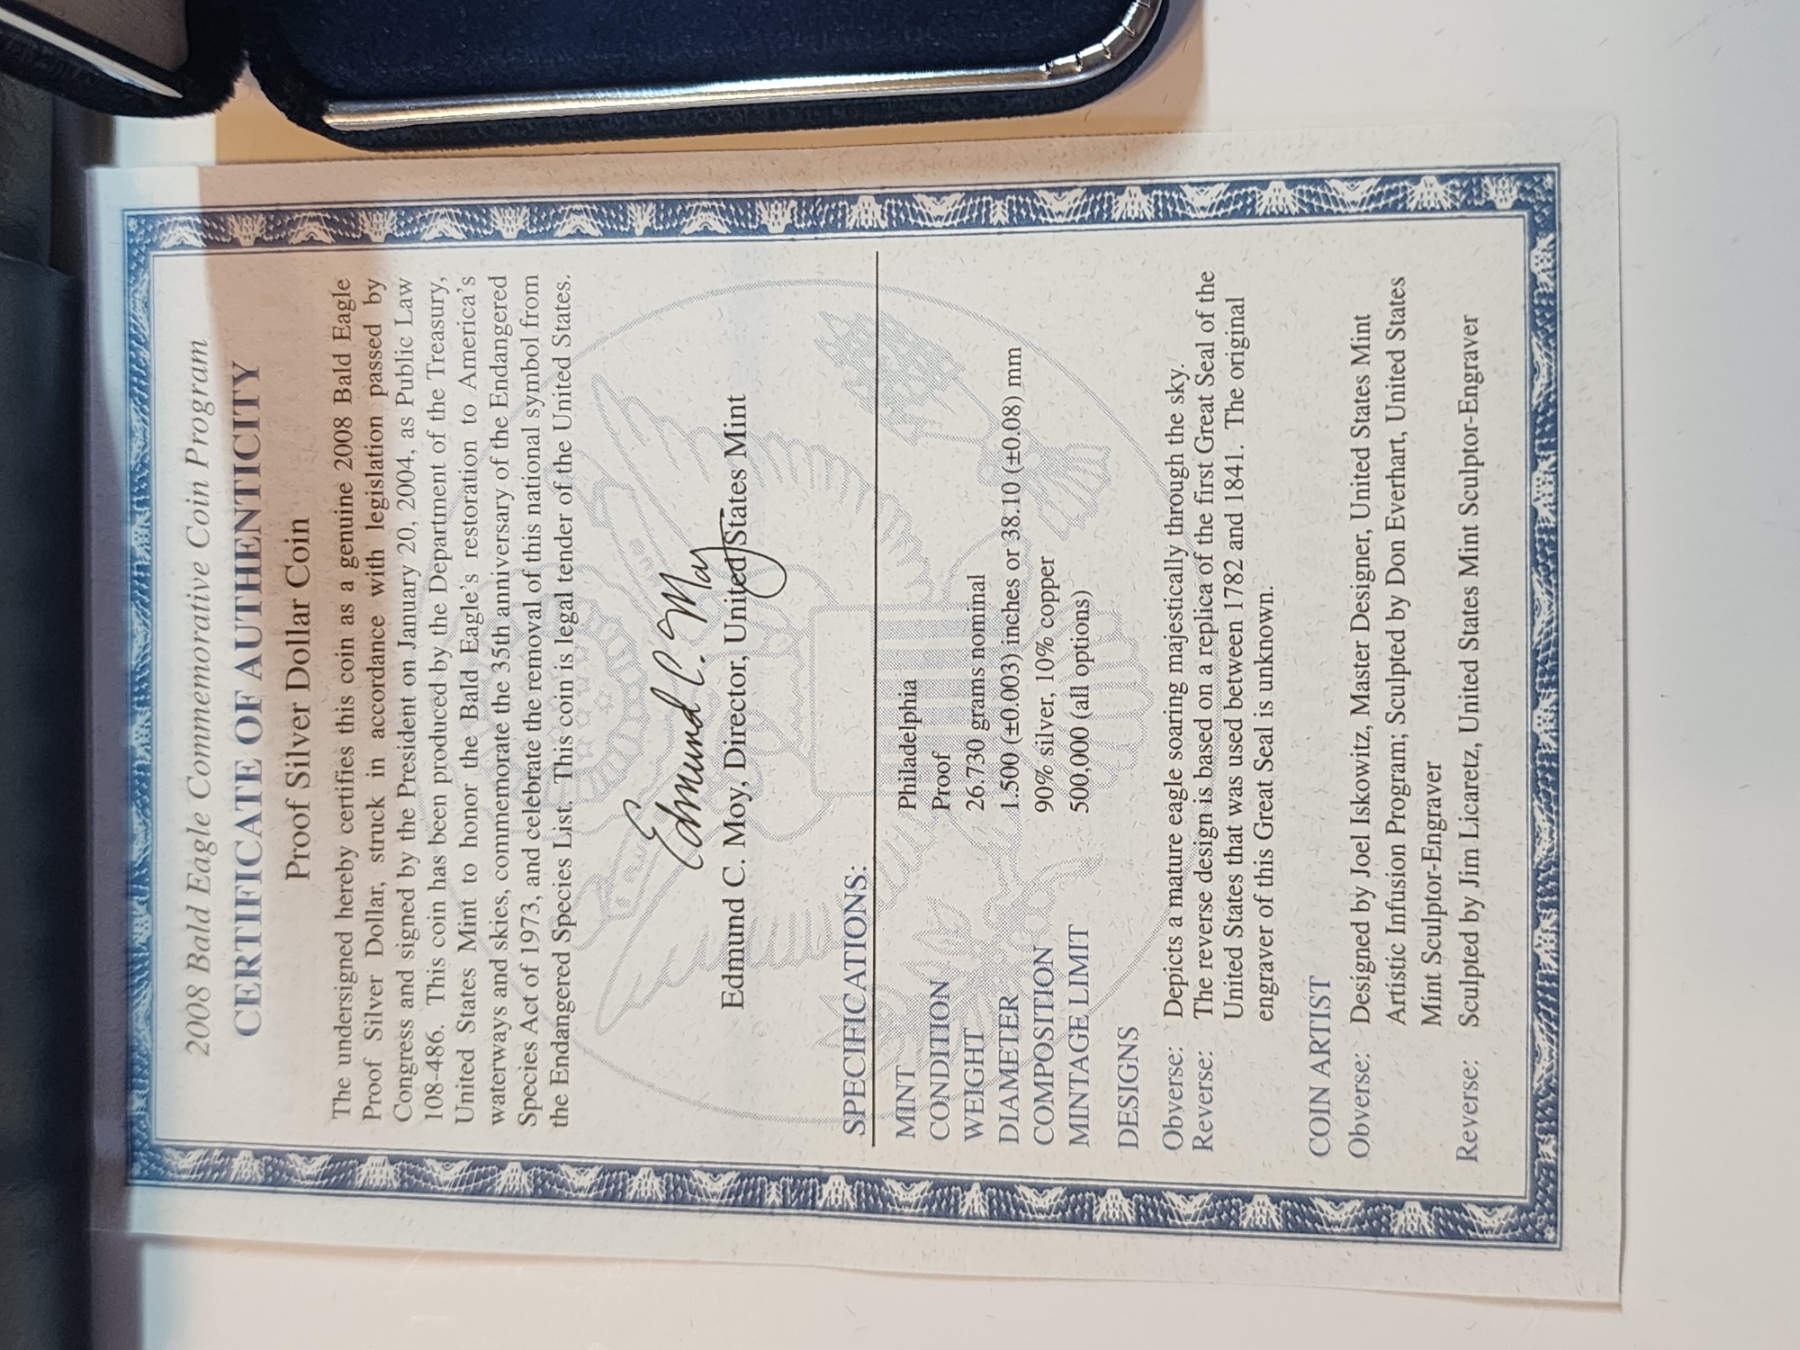 2008 Bald Eagle Commemorative Coin Program
CERTIFICATE OF AUTHENTICITY
Proof Silver Dollar Coin
The undersigned hereby certifies this coin as a genuine 2008 Bald Eagle
Proof Silver Dollar, struck in accordance with legislation passed by
Congress and signed by the President on January 20, 2004, as Public Law
108-486. This coin has been produced by the Department of the Treasury,
United States Mint to honor the Bald Eagle's restoration to America's
waterways and skies, commemorate the 35th anniversary of the Endangered
Species Act of 1973, and celebrate the removal of this national symbol from
the Endangered Species List. This coin is legal tender of the United States.
Edmund C. Moy
Edmund C. Moy, Director, United States Mint
SPECIFICATIONS:
MINT Philadelphia
CONDITION Proof
WEIGHT 26.730 grams nominal
DIAMETER 1.500 (±0.003) inches or 38.10 (±0.08) mm
COMPOSITION 90% silver, 10% copper
MINTAGE LIMIT 500,000 (all options)
DESIGNS
Obverse: Depicts a mature eagle soaring majestically through the sky.
Reverse: The reverse design is based on a replica of the first Great Seal of the
United States that was used between 1782 and 1841. The original
engraver of this Great Seal is unknown.
COIN ARTIST
Obverse: Designed by Joel Iskowitz, Master Designer, United States Mint
Artistic Infusion Program; Sculpted by Don Everhart, United States
Mint Sculptor-Engraver
Reverse: Sculpted by Jim Licaretz, United States Mint Sculptor-Engraver